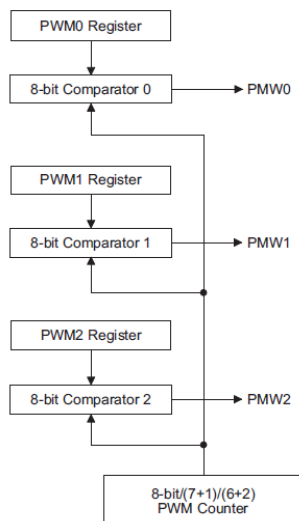 PWM0 Register
8-bit Comparator 0
PMW0
PWM1 Register
8-bit Comparator 1
PMW1
PWM2 Register
8-bit Comparator 2
PMW2
8-bit/(7+1)/(6+2)
PWM Counter